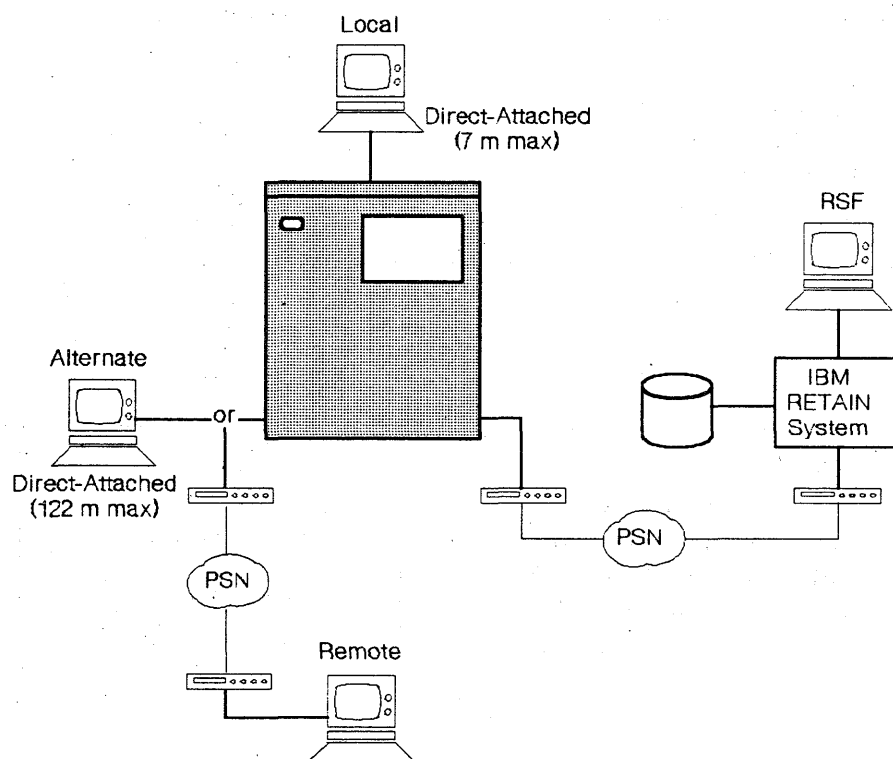 Local
Direct-Attached
(7 m max)
RSF
Alternate
or
IBM
RETAIN
System
Direct-Attached
(122 m max)
PSN
PSN
Remote